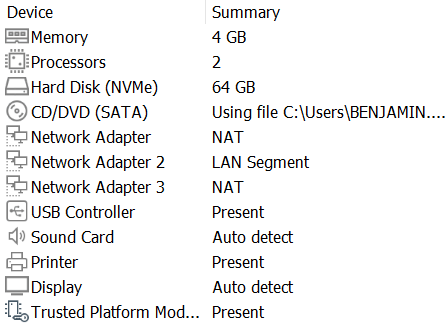 Device Summary
Memory 4 GB
Processors 2
Hard Disk (NVMe) 64 GB
CD/DVD (SATA) Using file C:\Users\BENJAMIN....
Network Adapter NAT
Network Adapter 2 LAN Segment
Network Adapter 3 NAT
USB Controller Present
Sound Card Auto detect
Printer Present
Display Auto detect
Trusted Platform Mod... Present